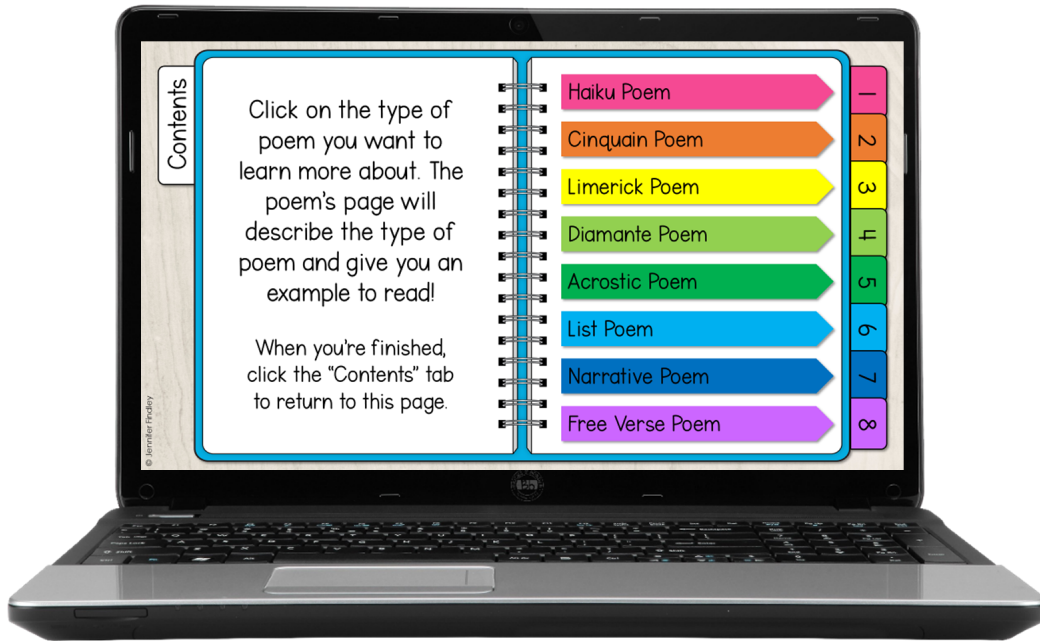 Contents
Click on the type of
poem you want to
learn more about. The
poem's page will
describe the type of
poem and give you an
example to read!
When you're finished,
click the "Contents" tab
to return to this page.
© Jennifer Findley
Haiku Poem
Cinquain Poem
Limerick Poem
Diamante Poem
Acrostic Poem
List Poem
Narrative Poem
Free Verse Poem
1
2
3
4
5
6
7
8